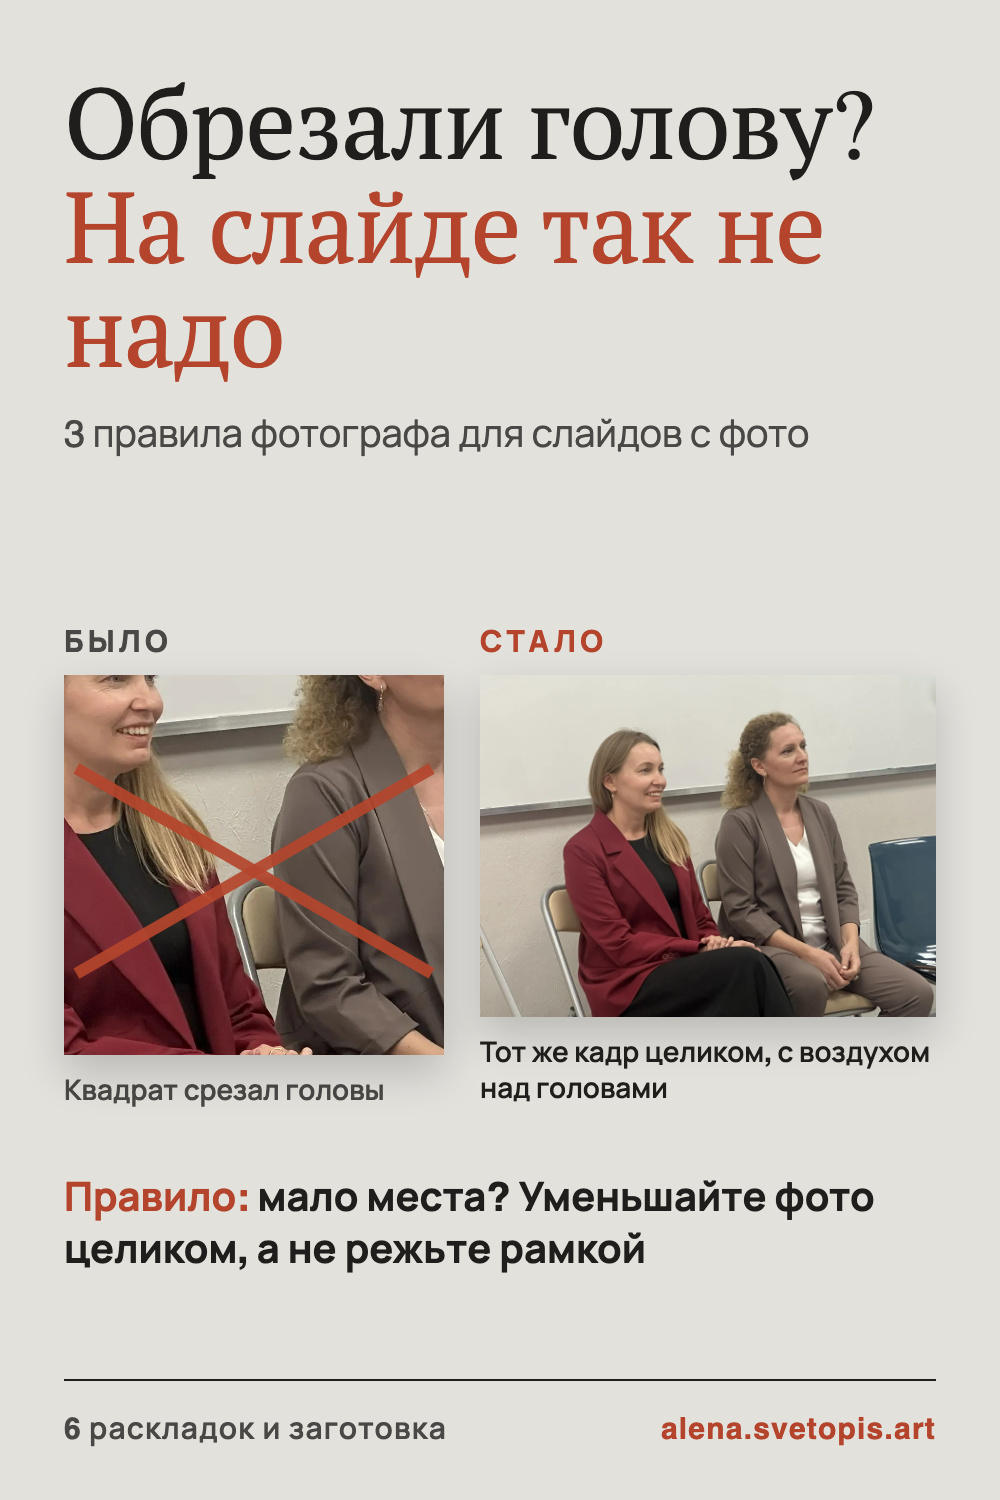 Обрезали голову?
На слайде так не
надо
3 правила фотографа для слайдов с фото
БЫЛО
СТАЛО
Квадрат срезал головы
Тот же кадр целиком, с воздухом
над головами
Правило: мало места? Уменьшайте фото
целиком, а не режьте рамкой
6 раскладок и заготовка
alena.svetopis.art